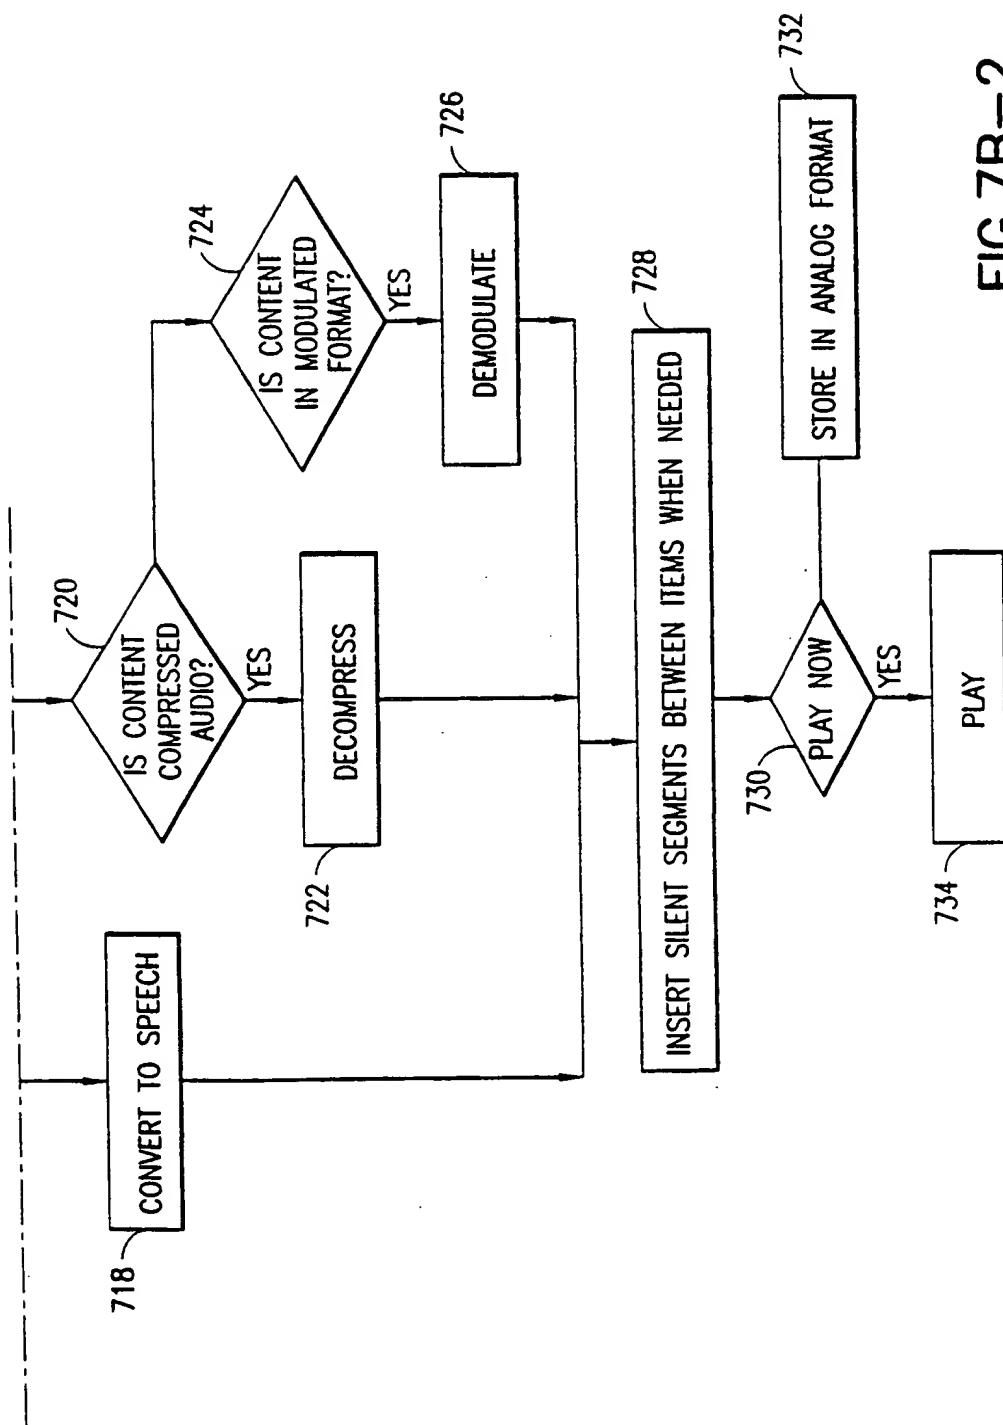 718
CONVERT TO SPEECH
720
IS CONTENT
COMPRESSED
AUDIO?
YES
722
DECOMPRESS
724
IS CONTENT
IN MODULATED
FORMAT?
YES
726
DEMODULATE
728
INSERT SILENT SEGMENTS BETWEEN ITEMS WHEN NEEDED
730
PLAY NOW
YES
732
STORE IN ANALOG FORMAT
734
PLAY
FIG.7B-2